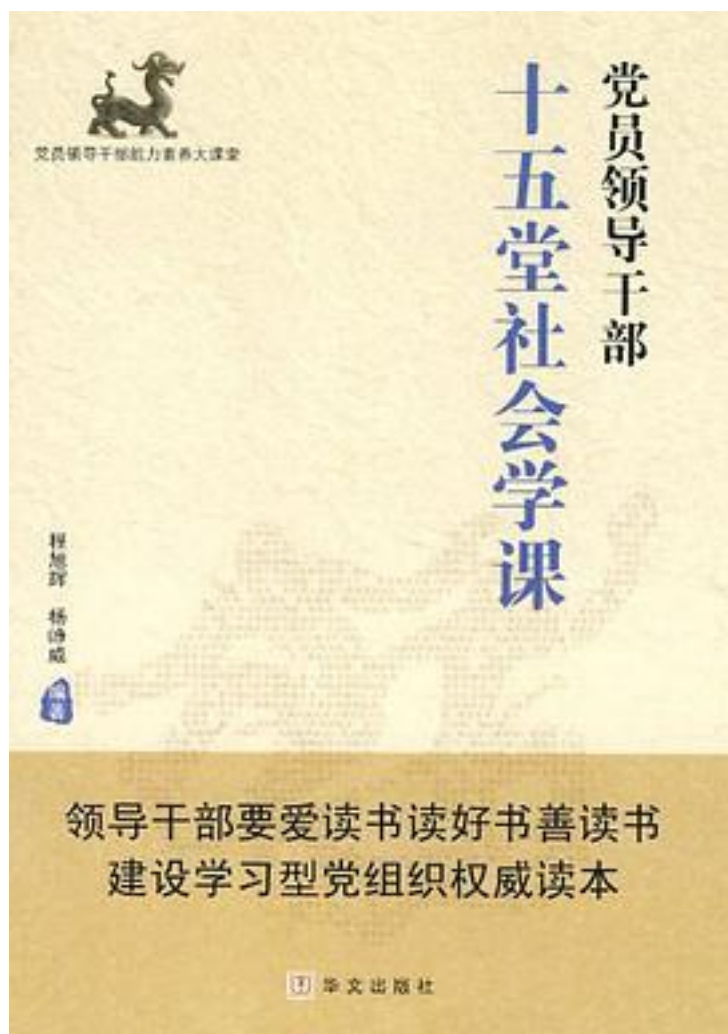 党员领导干部能力素养大课堂
党员领导干部
十五堂社会学课
程旭辉 杨
编著
领导干部要爱读书读好书善读书
建设学习型党组织权威读本
华文出版社